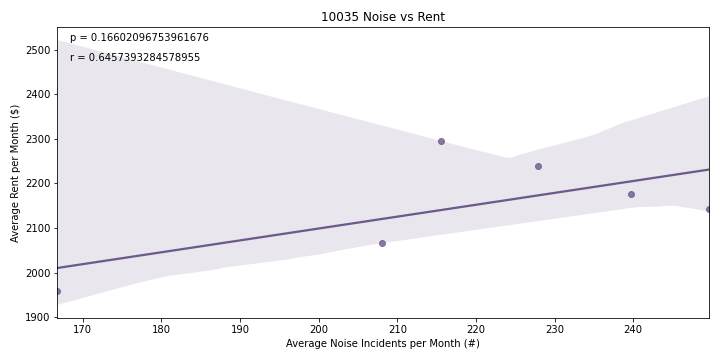 10035 Noise vs Rent
p = 0.16602096753961676
r = 0.6457393284578955
2500
2400
2300
2200
2100
2000
1900
Average Rent per Month ($)
170 180 190 200 210 220 230 240
Average Noise Incidents per Month (#)